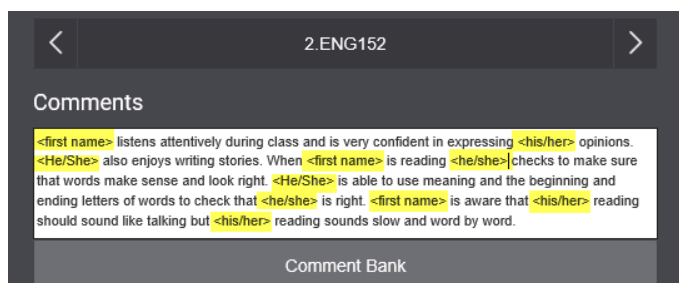 2.ENG152
Comments
<first name> listens attentively during class and is very confident in expressing <his/her> opinions.
<He/She> also enjoys writing stories. When <first name> is reading <he/she> checks to make sure
that words make sense and look right. <He/She> is able to use meaning and the beginning and
ending letters of words to check that <he/she> is right. <first name> is aware that <his/her> reading
should sound like talking but <his/her> reading sounds slow and word by word.
Comment Bank